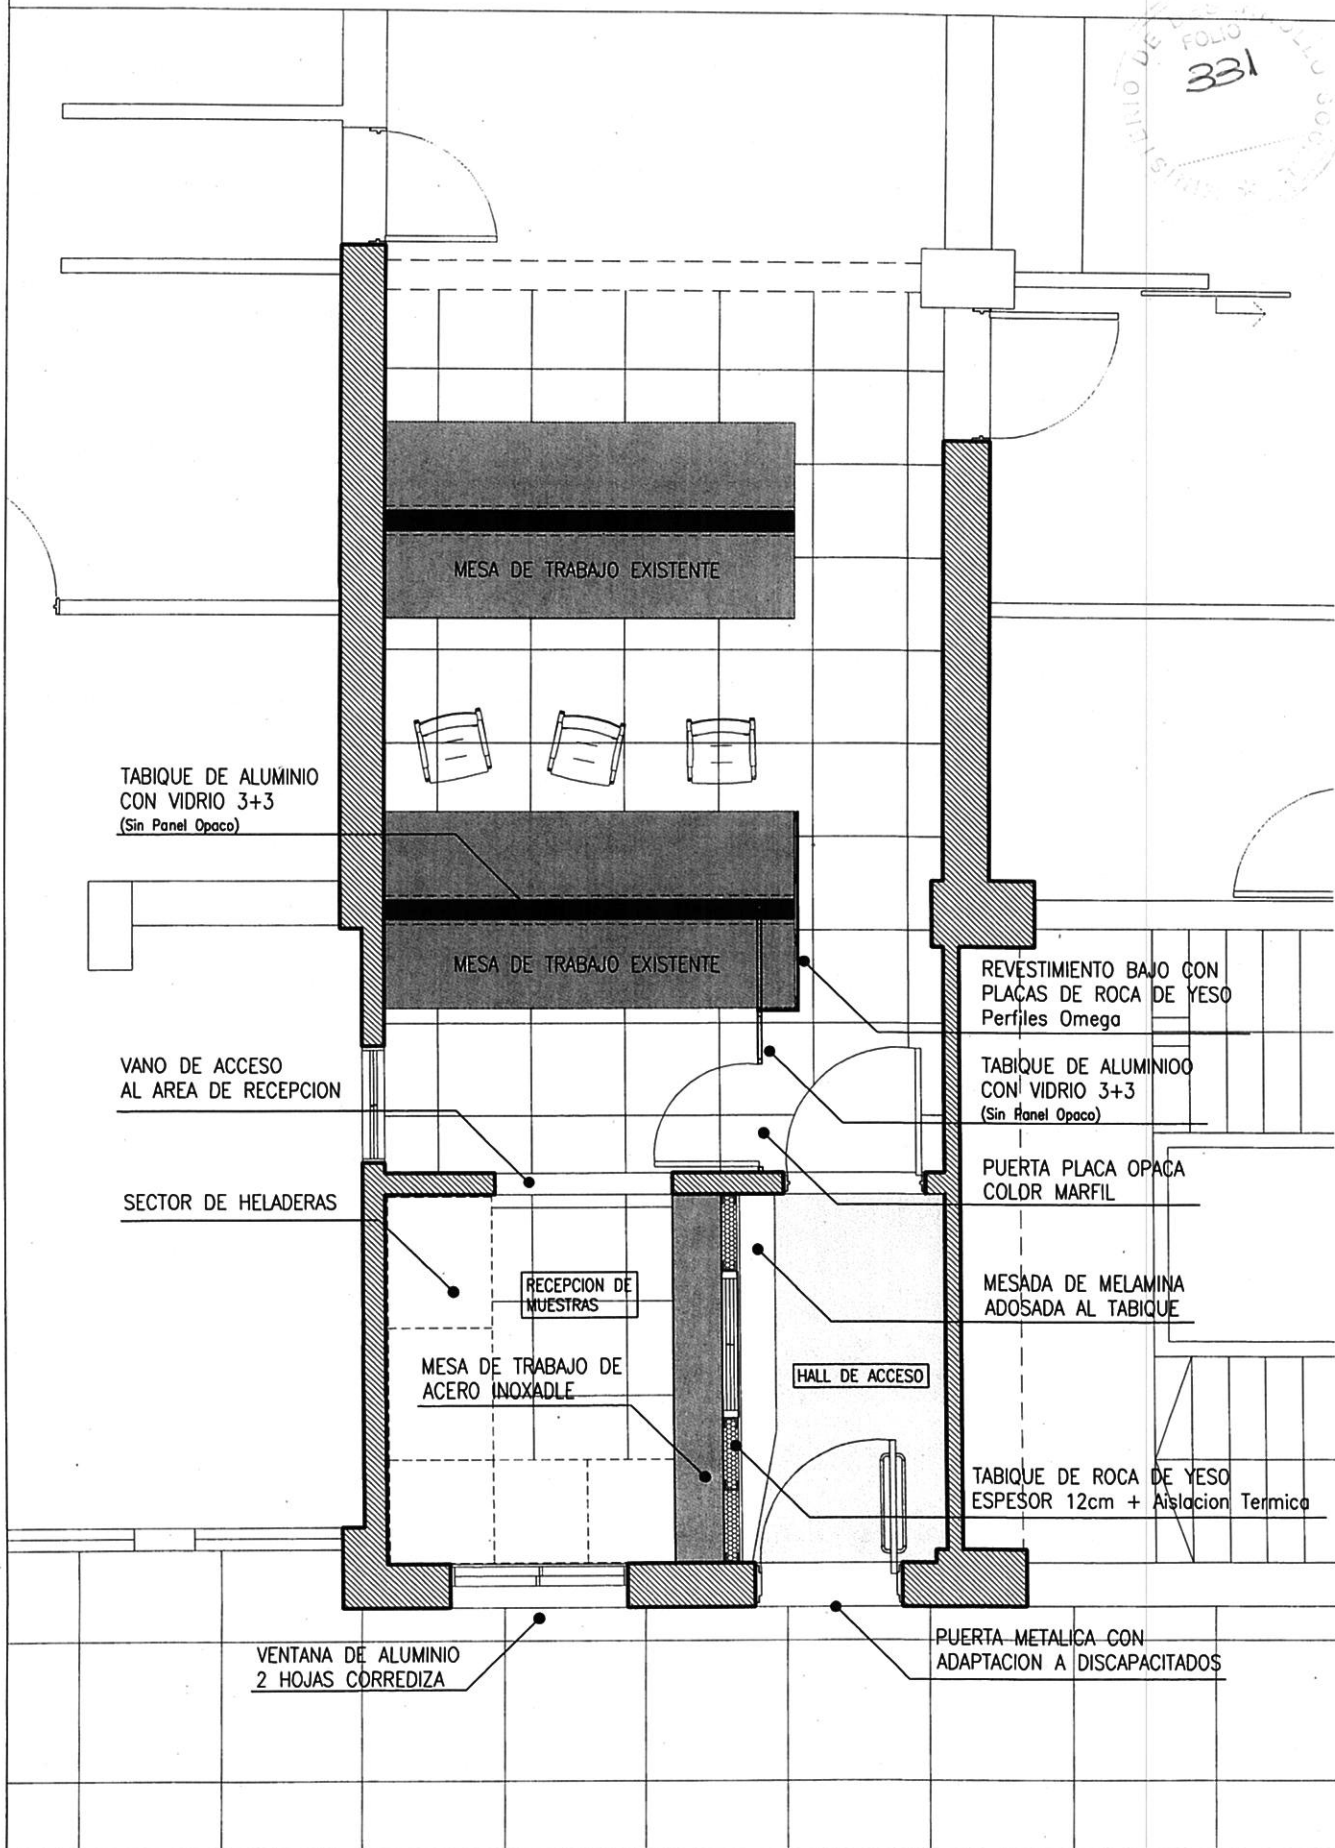 FOLIO
331
TABIQUE DE ALUMINIO
CON VIDRIO 3+3
(Sin Panel Opaco)
MESA DE TRABAJO EXISTENTE
MESA DE TRABAJO EXISTENTE
REVESTIMIENTO BAJO CON
PLACAS DE ROCA DE YESO
Perfiles Omega
VANO DE ACCESO
AL AREA DE RECEPCION
TABIQUE DE ALUMINIOO
CON VIDRIO 3+3
(Sin Panel Opaco)
SECTOR DE HELADERAS
PUERTA PLACA OPACA
COLOR MARFIL
RECEPCION DE
MUESTRAS
MESADA DE MELAMINA
ADOSADA AL TABIQUE
MESA DE TRABAJO DE
ACERO INOXADLE
HALL DE ACCESO
TABIQUE DE ROCA DE YESO
ESPESOR 12cm + Aislacion Termica
VENTANA DE ALUMINIO
2 HOJAS CORREDIZA
PUERTA METALICA CON
ADAPTACION A DISCAPACITADOS